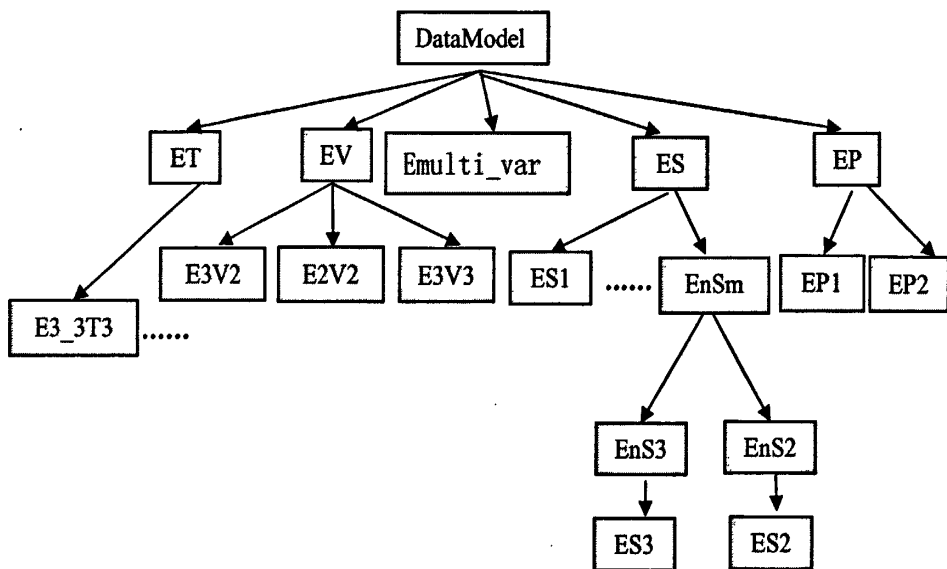 DataModel
ET
EV
Emulti_var
ES
EP
E3V2
E2V2
E3V3
ES1
......
EnSm
EP1
EP2
E3_3T3
......
EnS3
EnS2
ES3
ES2